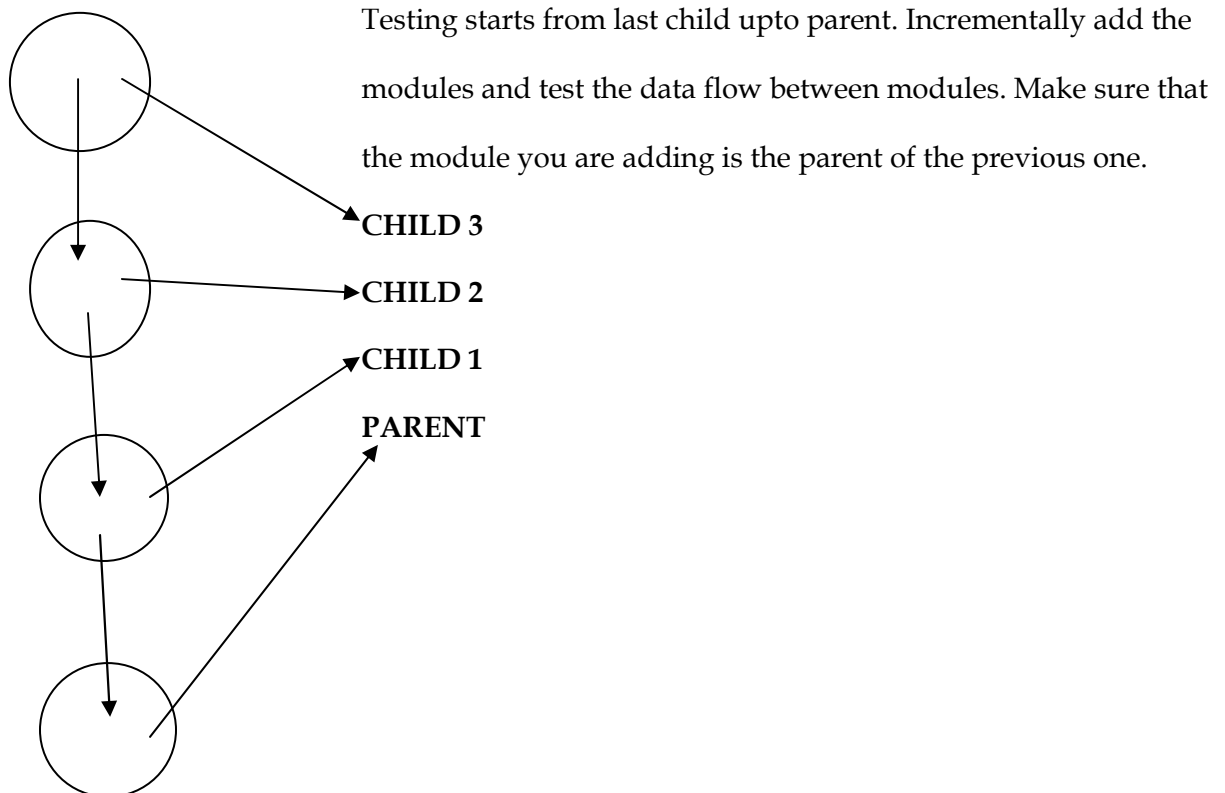 Testing starts from last child upto parent. Incrementally add the
modules and test the data flow between modules. Make sure that
the module you are adding is the parent of the previous one.
CHILD 3
CHILD 2
CHILD 1
PARENT